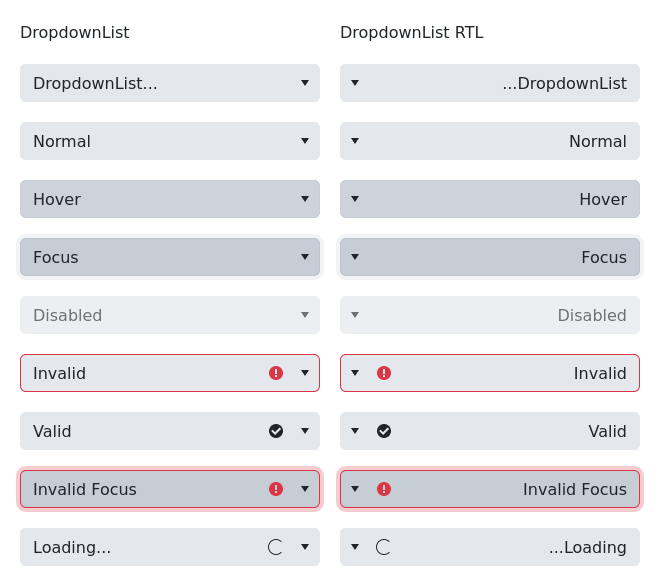 DropdownList
DropdownList...
Normal
Hover
Focus
Disabled
Invalid
Valid
Invalid Focus
Loading...
DropdownList RTL
...DropdownList
Normal
Hover
Focus
Disabled
Invalid
Valid
Invalid Focus
...Loading